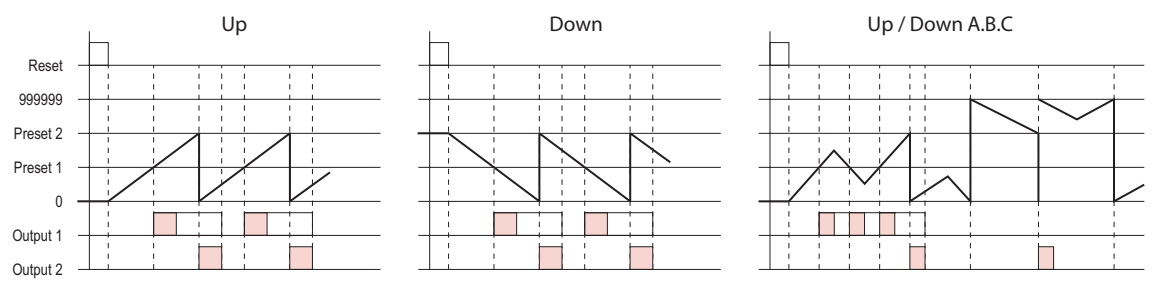 Up
Down
Up / Down A.B.C
Reset
999999
Preset 2
Preset 1
0
Output 1
Output 2